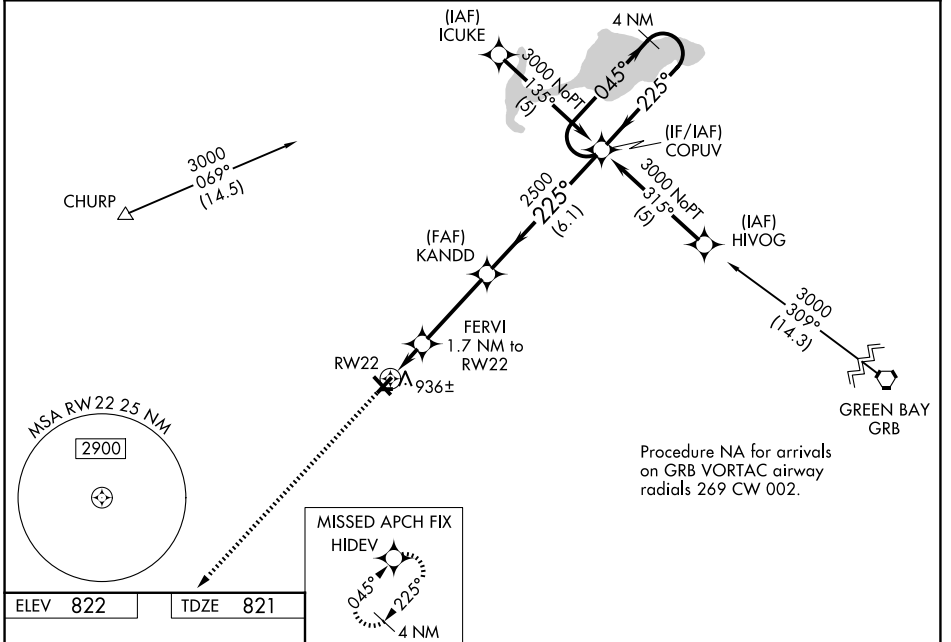 (IAF)
ICUKE
4 NM
3000 NoPT
135°
(5)
045°
225°
(IF/IAF)
COPUV
3000
069°
(14.5)
CHURP
2500
225°
(6.1)
3000 NoPT
315°
(5)
(IAF)
HIVOG
(FAF)
KANDD
3000
309°
(14.3)
FERVI
1.7 NM to
RW22
RW22
936±
GREEN BAY
GRB
MSA RW22 25 NM
2900
Procedure NA for arrivals
on GRB VORTAC airway
radials 269 CW 002.
MISSED APCH FIX
HIDEV
045°
225°
4 NM
ELEV 822
TDZE 821